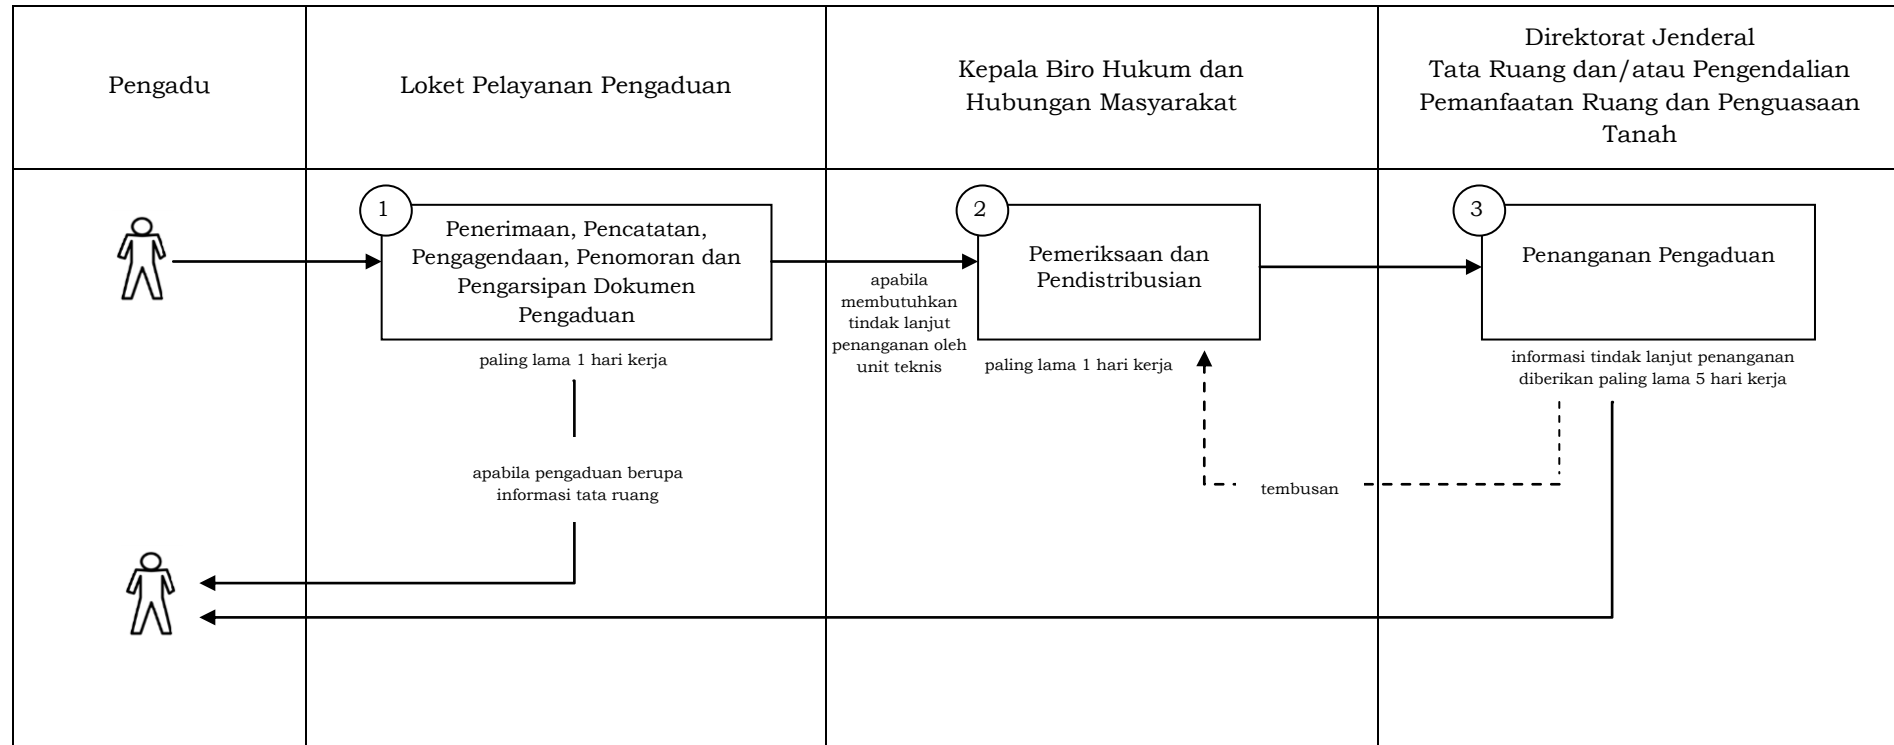 Pengadu
Loket Pelayanan Pengaduan
Kepala Biro Hukum dan
Hubungan Masyarakat
Direktorat Jenderal
Tata Ruang dan/atau Pengendalian
Pemanfaatan Ruang dan Penguasaan
Tanah
1
Penerimaan, Pencatatan,
Pengagendaan, Penomoran dan
Pengarsipan Dokumen
Pengaduan
paling lama 1 hari kerja
apabila
membutuhkan
tindak lanjut
penanganan oleh
unit teknis
2
Pemeriksaan dan
Pendistribusian
paling lama 1 hari kerja
3
Penanganan Pengaduan
informasi tindak lanjut penanganan
diberikan paling lama 5 hari kerja
apabila pengaduan berupa
informasi tata ruang
tembusan